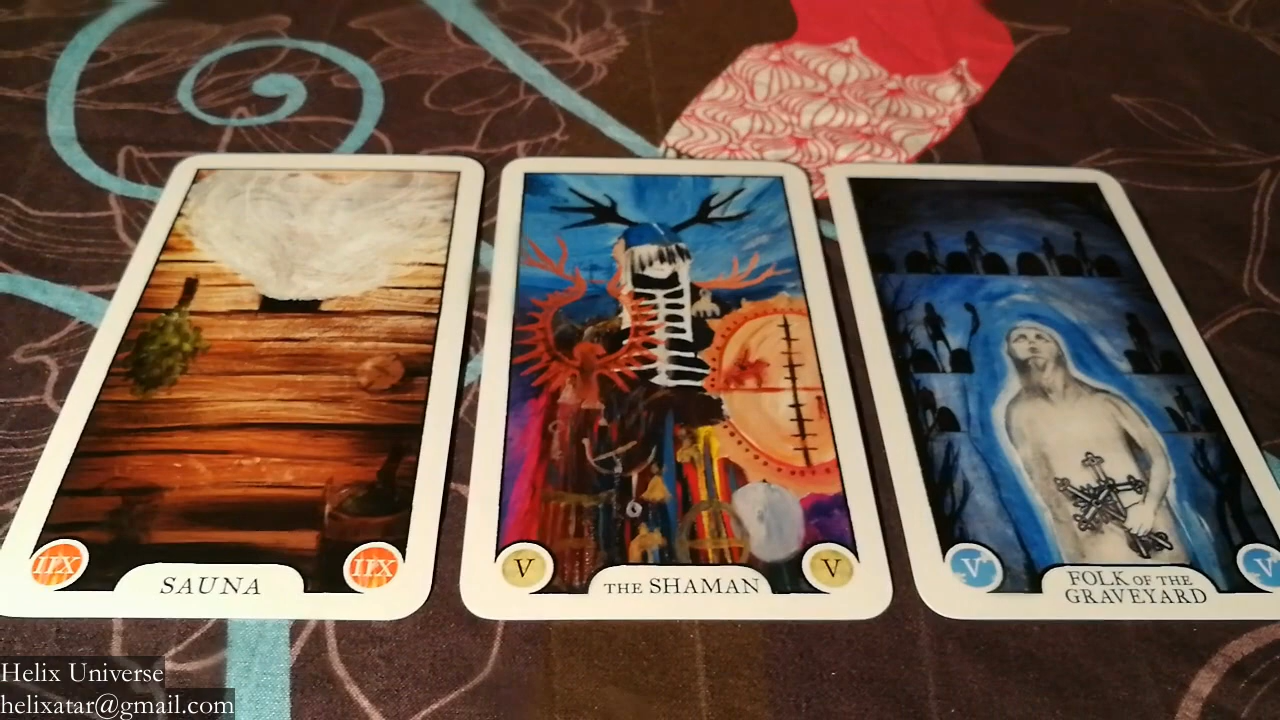 IIX
IIX
SAUNA
V
V
THE SHAMAN
V
V
FOLK OF THE
GRAVEYARD
Helix Universe
helixatar@gmail.com